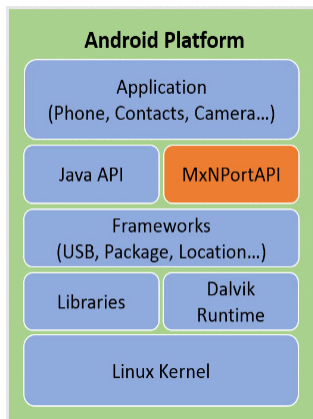 Android Platform
Application
(Phone, Contacts, Camera...)
Java API
MxNPortAPI
Frameworks
(USB, Package, Location...)
Libraries
Dalvik
Runtime
Linux Kernel